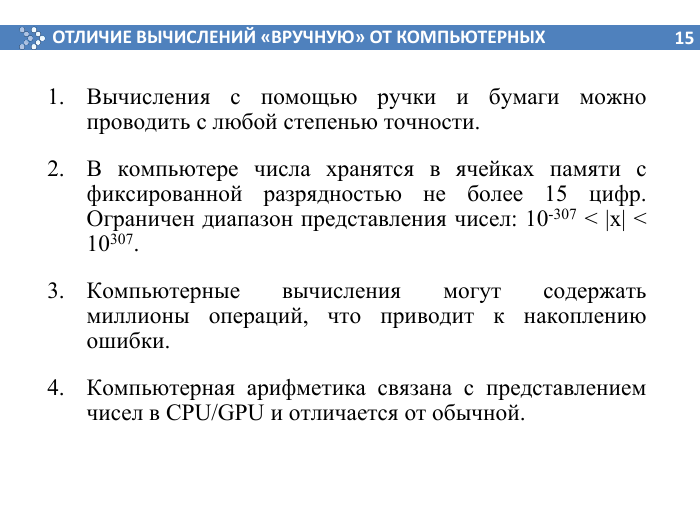 ОТЛИЧИЕ ВЫЧИСЛЕНИЙ «ВРУЧНУЮ» ОТ КОМПЬЮТЕРНЫХ 15
1. Вычисления с помощью ручки и бумаги можно
проводить с любой степенью точности.
2. В компьютере числа хранятся в ячейках памяти с
фиксированной разрядностью не более 15 цифр.
Ограничен диапазон представления чисел: 10⁻³⁰⁷ < |x| <
10³⁰⁷.
3. Компьютерные вычисления могут содержать
миллионы операций, что приводит к накоплению
ошибки.
4. Компьютерная арифметика связана с представлением
чисел в CPU/GPU и отличается от обычной.